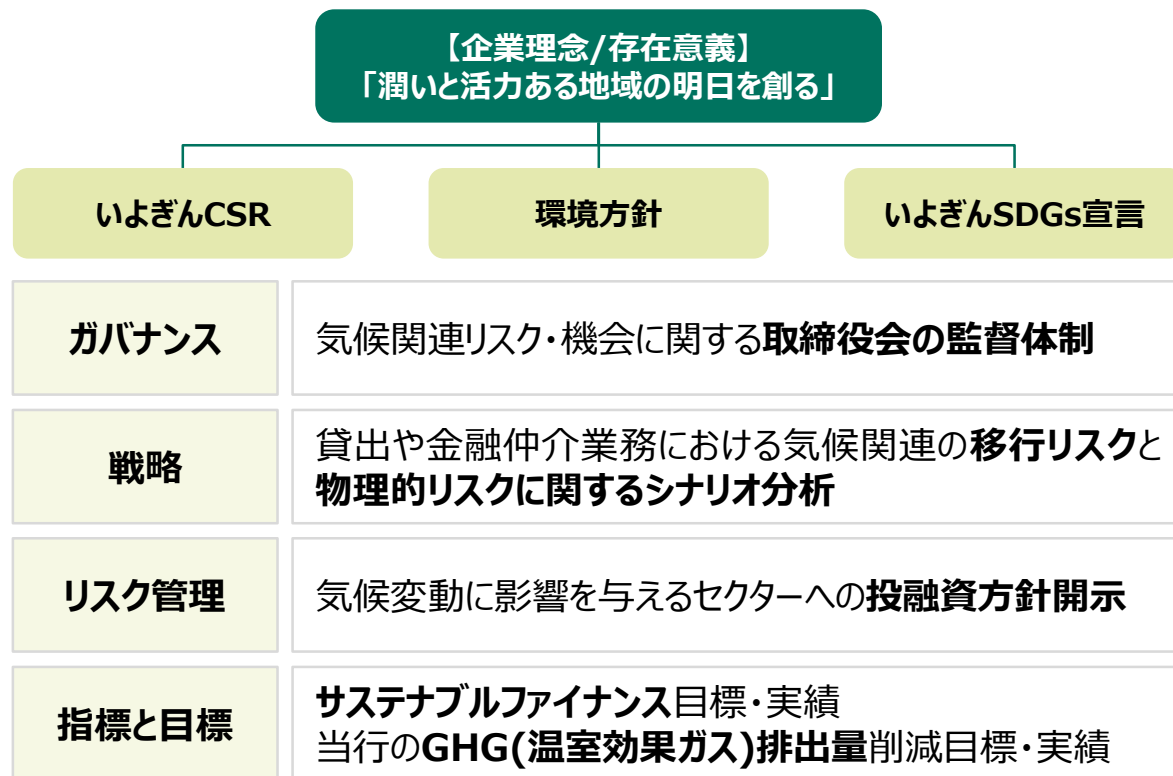 【企業理念/存在意義】
「潤いと活力ある地域の明日を創る」
いよぎんCSR
環境方針
いよぎんSDGs宣言
ガバナンス
気候関連リスク・機会に関する取締役会の監督体制
戦略
貸出や金融仲介業務における気候関連の移行リスクと
物理的リスクに関するシナリオ分析
リスク管理
気候変動に影響を与えるセクターへの投融資方針開示
指標と目標
サステナブルファイナンス目標・実績
当行のGHG(温室効果ガス)排出量削減目標・実績